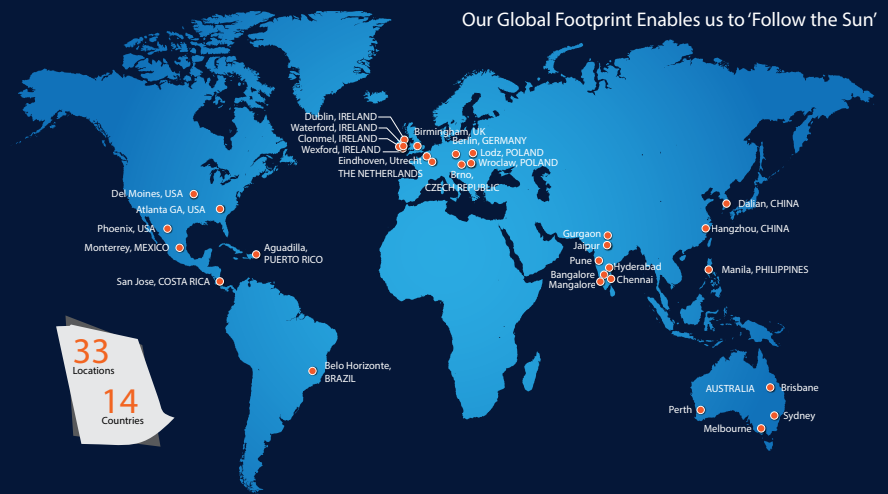 Our Global Footprint Enables us to 'Follow the Sun'
Dublin, IRELAND
Waterford, IRELAND
Clonmel, IRELAND
Wexford, IRELAND
Birmingham, UK
Berlin, GERMANY
Lodz, POLAND
Wroclaw, POLAND
Eindhoven, Utrecht
THE NETHERLANDS
Brno,
CZECH REPUBLIC
Del Moines, USA
Atlanta GA, USA
Phoenix, USA
Monterrey, MEXICO
Aguadilla,
PUERTO RICO
San Jose, COSTA RICA
Belo Horizonte,
BRAZIL
Gurgaon
Jaipur
Pune
Hyderabad
Bangalore
Chennai
Mangalore
Dalian, CHINA
Hangzhou, CHINA
Manila, PHILIPPINES
AUSTRALIA
Brisbane
Perth
Sydney
Melbourne
33
Locations
14
Countries